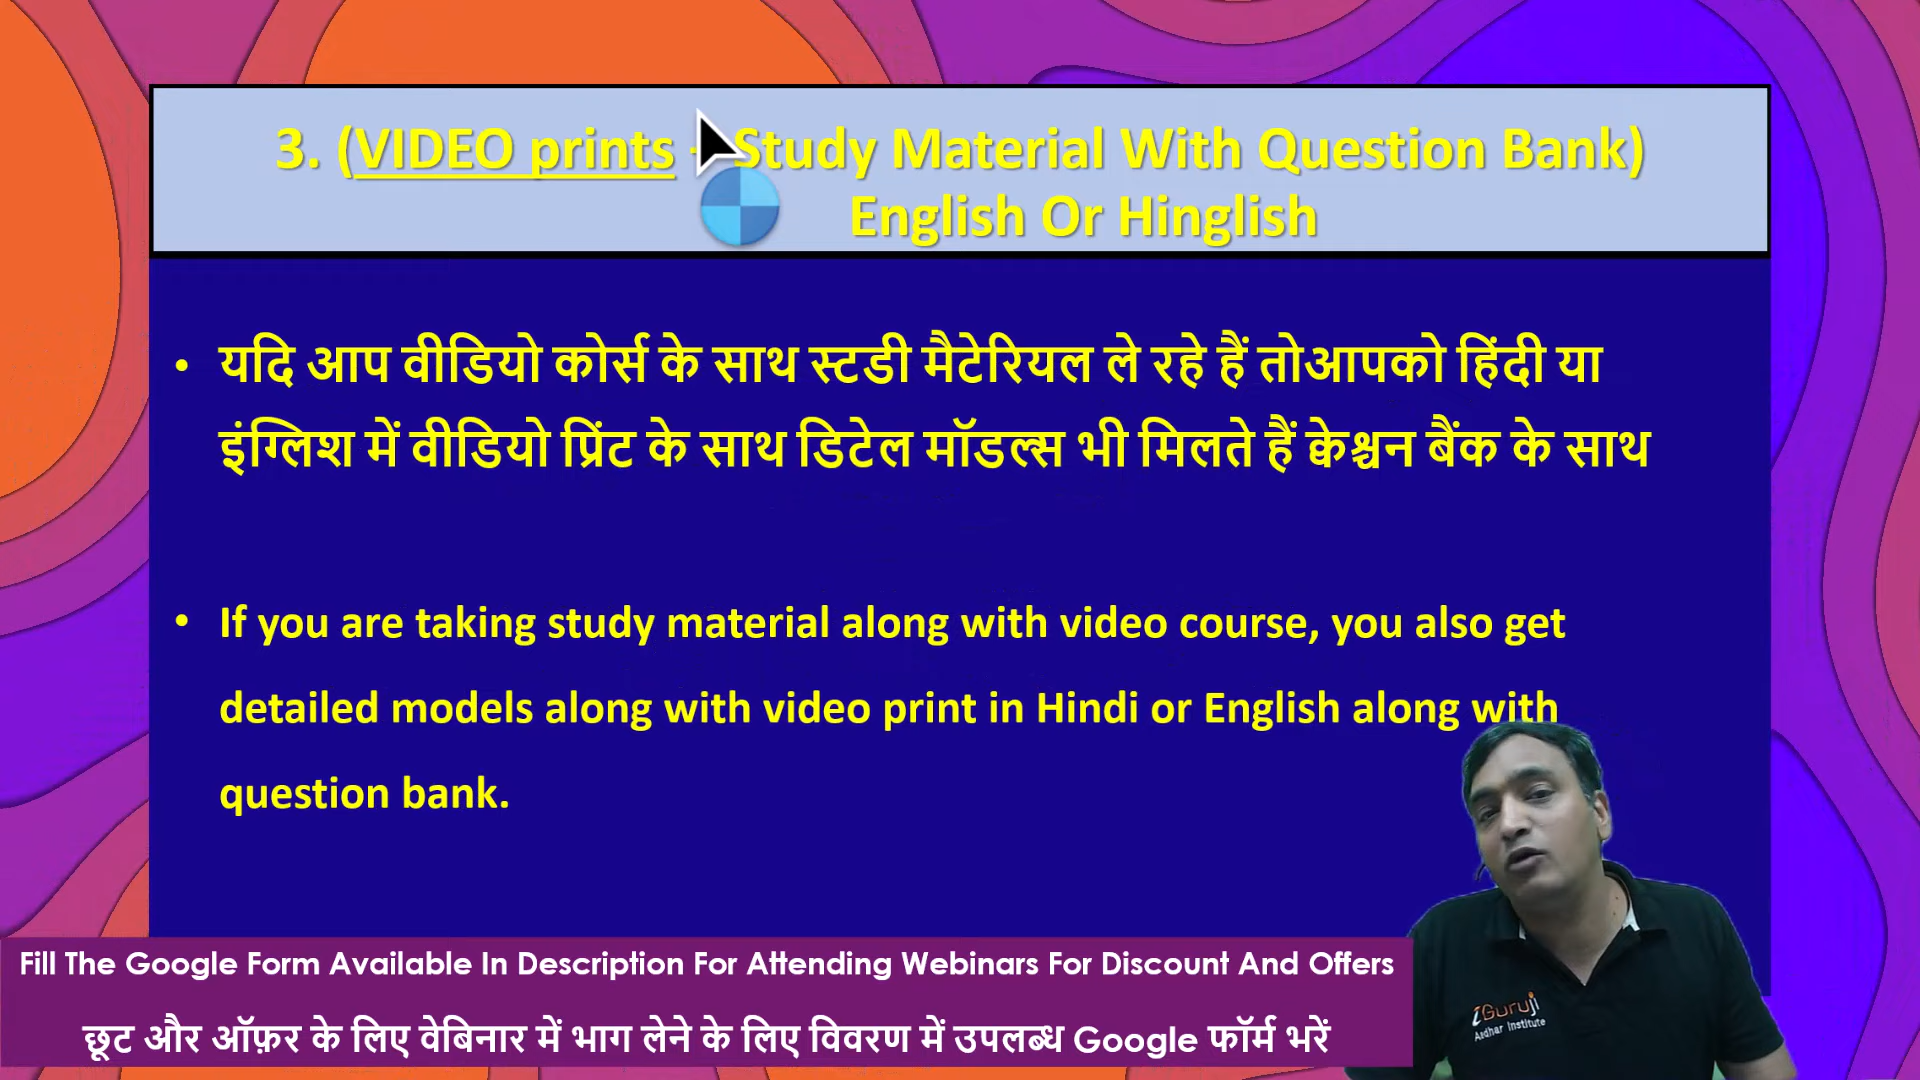 3. (VIDEO prints - Study Material With Question Bank)
English Or Hinglish
• यदि आप वीडियो कोर्स के साथ स्टडी मैटेरियल ले रहे हैं तोआपको हिंदी या
इंग्लिश में वीडियो प्रिंट के साथ डिटेल मॉडल्स भी मिलते हैं क्वेश्चन बैंक के साथ
• If you are taking study material along with video course, you also get
detailed models along with video print in Hindi or English along with
question bank.
Fill The Google Form Available In Description For Attending Webinars For Discount And Offers
छूट और ऑफ़र के लिए वेबिनार में भाग लेने के लिए विवरण में उपलब्ध Google फॉर्म भरें
iGuruji
Aadhar Institute